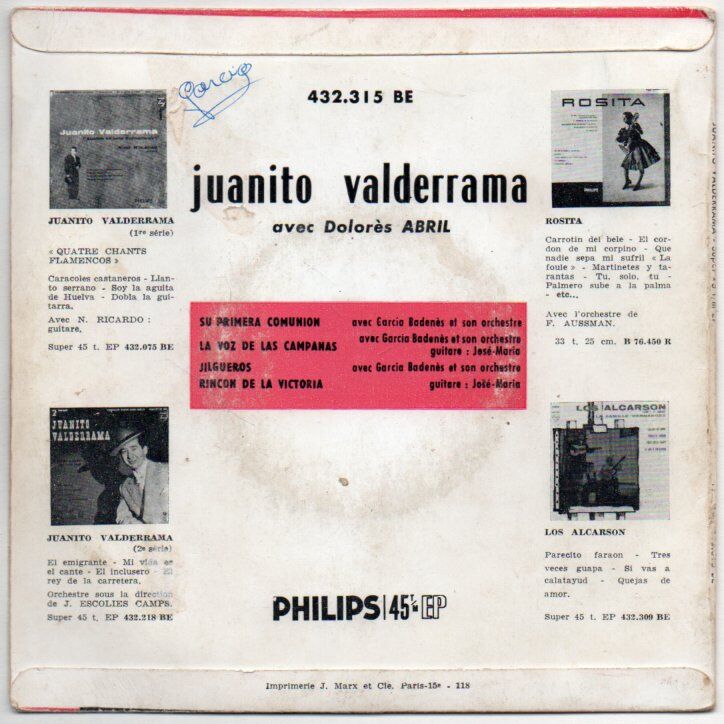 Garcia
432.315 BE
juanito valderrama
avec Dolorès ABRIL
Juanito Valderrama
PHILIPS
JUANITO VALDERRAMA
(1re série)
« QUATRE CHANTS
FLAMENCOS »
Caracoles castaneros - Llan-
to serrano - Soy la aguita
de Huelva - Dobla la gui-
tarra.
Avec N. RICARDO :
guitare.
Super 45 t. EP 432.075 BE
2
JUANITO
VALDERRAMA
JUANITO VALDERRAMA
(2e série)
El emigrante - Mi vida es
el cante - El inclusero - El
rey de la carretera.
Orchestre sous la direction
de J. ESCOLIES CAMPS.
Super 45 t. EP 432.218 BE
SU PRIMERA COMUNION avec Garcia Badenès et son orchestre
LA VOZ DE LAS CAMPANAS avec Garcia Badenès et son orchestre
guitare : José-Maria
JILGUEROS avec Garcia Badenès et son orchestre
RINCON DE LA VICTORIA guitare : José-Maria
ROSITA
PHILIPS
ROSITA
Carrotin del bele - El cor-
don de mi corpino - Que
nadie sepa mi sufril « La
foule » - Martinetes y ta-
rantas - Tu, solo, tu -
Palmero sube a la palma
- etc...
Avec l'orchestre de
F. AUSSMAN.
33 t. 25 cm. B 76.450 R
LOS ALCARSON
LOS ALCARSON
Parecito faraon - Tres
veces guapa - Si vas a
calatayud - Quejas de
amor.
Super 45 t. EP 432.309 BE
PHILIPS 45 T/M EP
Imprimerie J. Marx et Cie, Paris-15e - 118